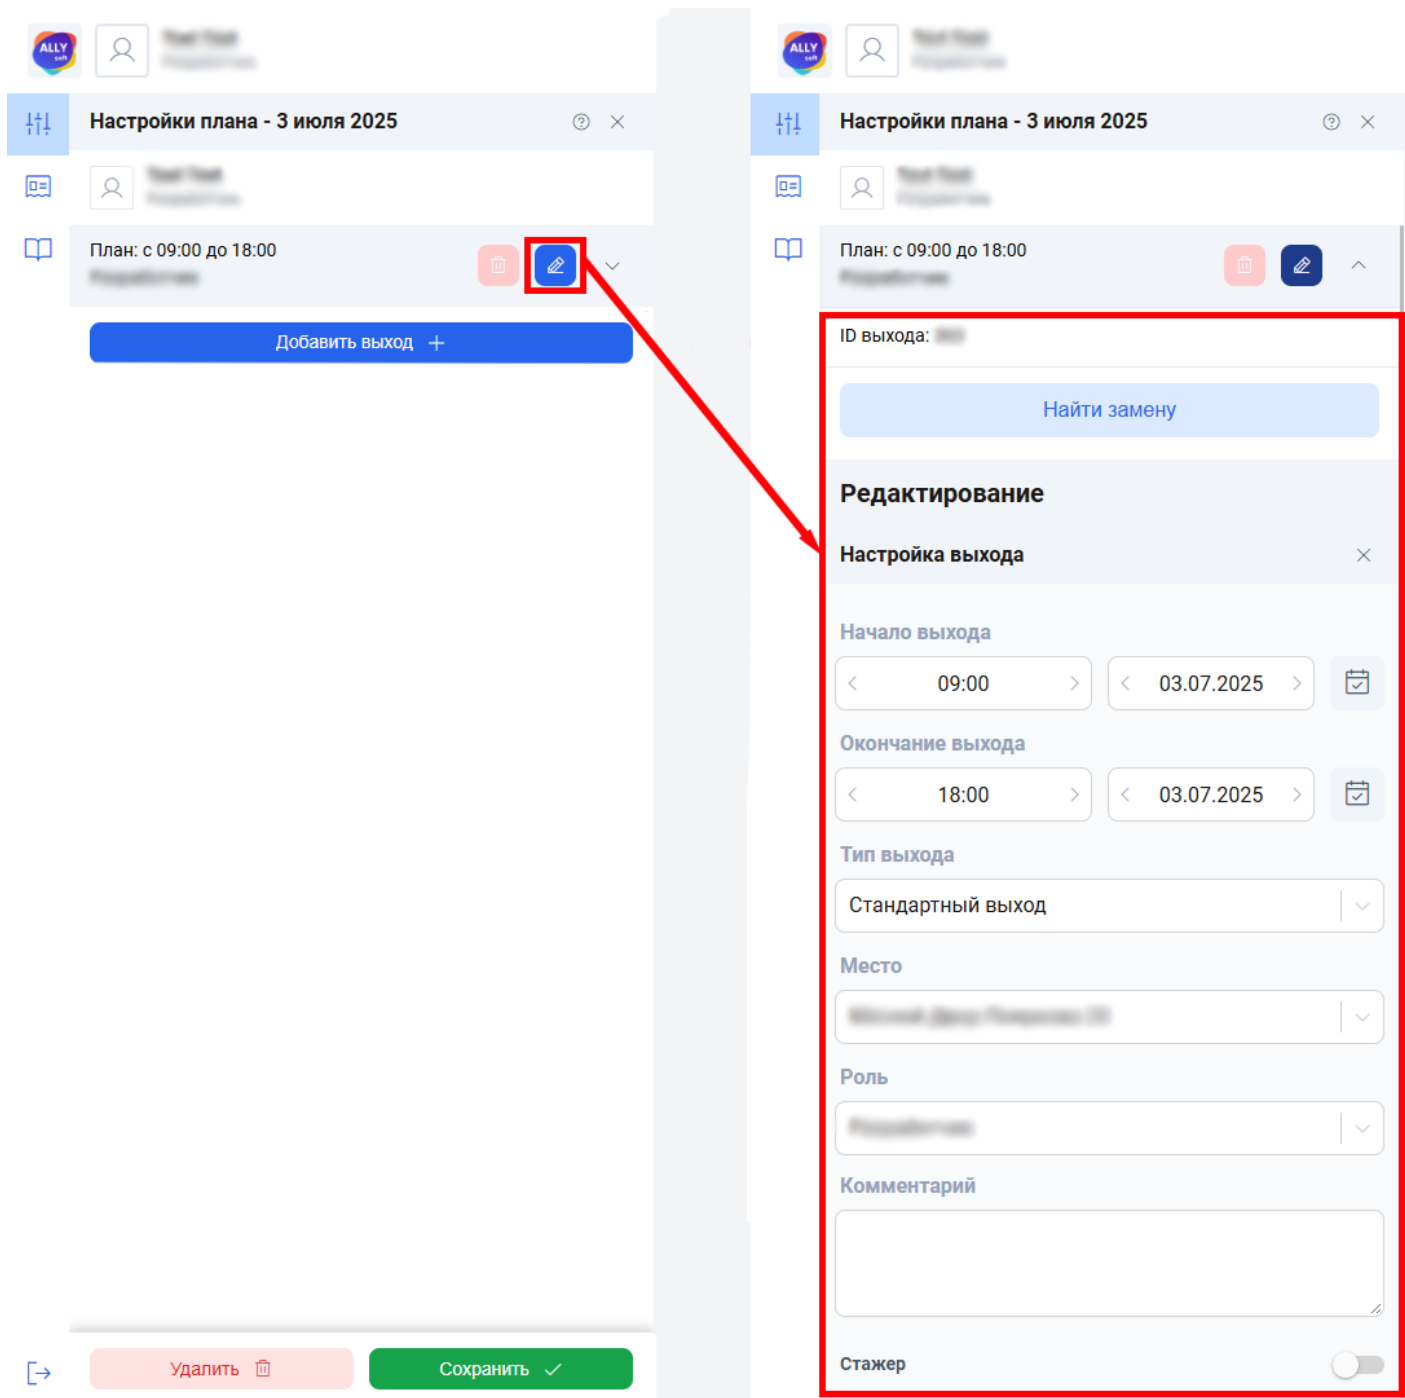 ALLY
soft
Настройки плана - 3 июля 2025
План: с 09:00 до 18:00
Добавить выход
Удалить
Сохранить
ALLY
soft
Настройки плана - 3 июля 2025
План: с 09:00 до 18:00
ID выхода:
Найти замену
Редактирование
Настройка выхода
Начало выхода
09:00 03.07.2025
Окончание выхода
18:00 03.07.2025
Тип выхода
Стандартный выход
Место
Роль
Комментарий
Стажер